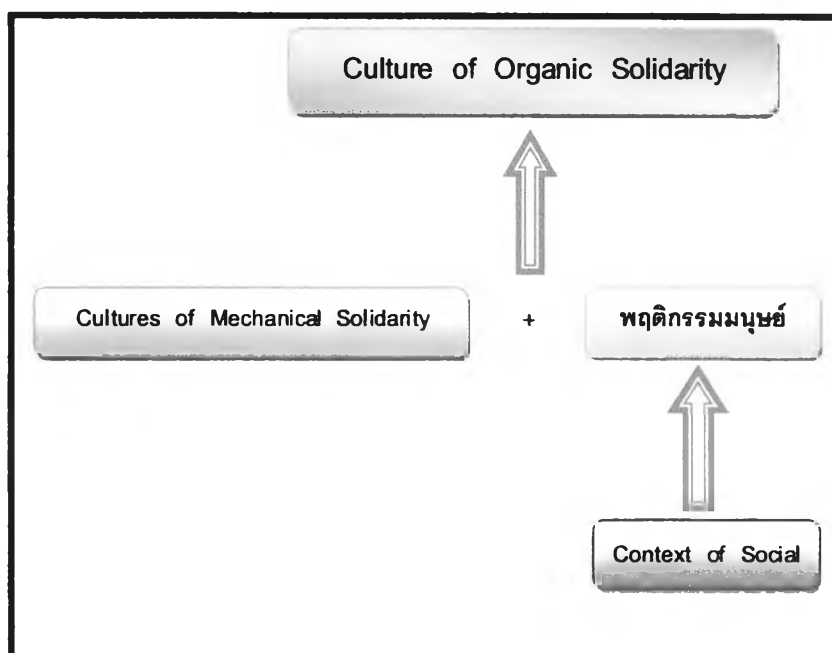 Culture of Organic Solidarity
Cultures of Mechanical Solidarity + พฤติกรรมมนุษย์
Context of Social